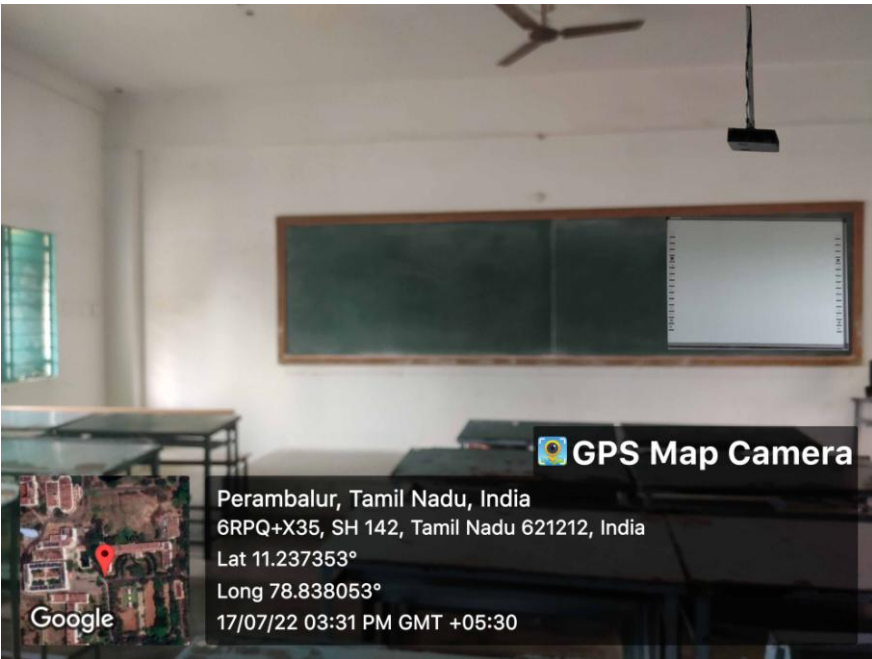 GPS Map Camera
Perambalur, Tamil Nadu, India
6RPQ+X35, SH 142, Tamil Nadu 621212, India
Lat 11.237353°
Long 78.838053°
17/07/22 03:31 PM GMT +05:30
Google